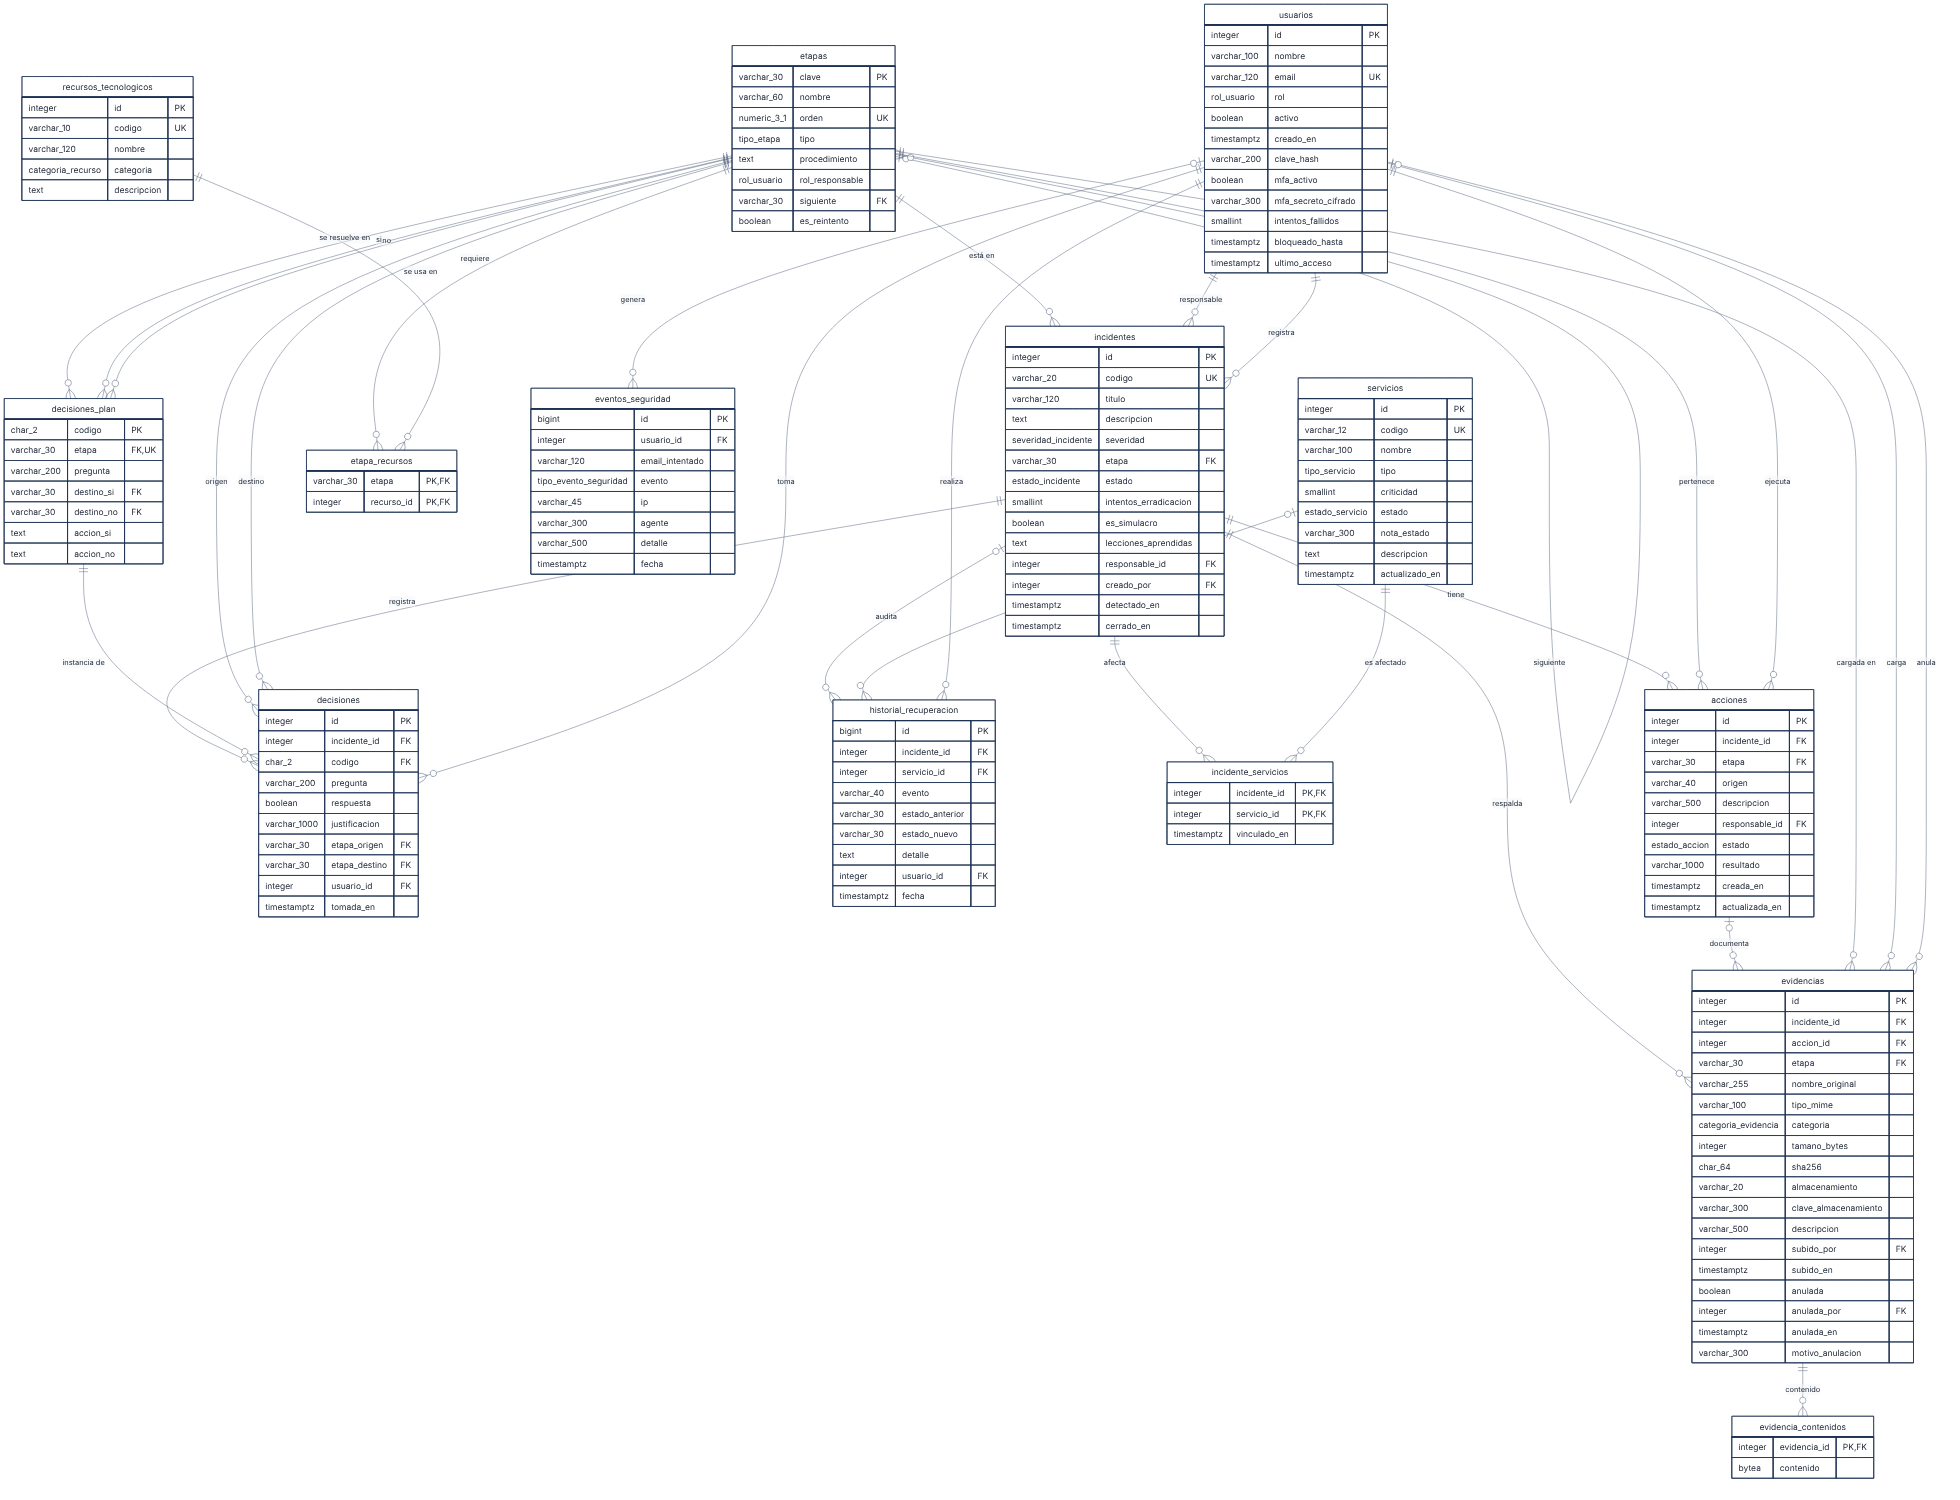 usuarios
integer id PK
varchar_100 nombre
varchar_120 email UK
rol_usuario rol
boolean activo
timestamptz creado_en
varchar_200 clave_hash
boolean mfa_activo
varchar_300 mfa_secreto_cifrado
smallint intentos_fallidos
timestamptz bloqueado_hasta
timestamptz ultimo_acceso
etapas
varchar_30 clave PK
varchar_60 nombre
numeric_3_1 orden UK
tipo_etapa tipo
text procedimiento
rol_usuario rol_responsable
varchar_30 siguiente FK
boolean es_reintento
recursos_tecnologicos
integer id PK
varchar_10 codigo UK
varchar_120 nombre
categoria_recurso categoria
text descripcion
se resuelve en
si
no
se usa en
requiere
genera
está en
responsable
registra
incidentes
integer id PK
varchar_20 codigo UK
varchar_120 titulo
text descripcion
severidad_incidente severidad
varchar_30 etapa FK
estado_incidente estado
smallint intentos_erradicacion
boolean es_simulacro
text lecciones_aprendidas
integer responsable_id FK
integer creado_por FK
timestamptz detectado_en
timestamptz cerrado_en
servicios
integer id PK
varchar_12 codigo UK
varchar_100 nombre
tipo_servicio tipo
smallint criticidad
estado_servicio estado
varchar_300 nota_estado
text descripcion
timestamptz actualizado_en
eventos_seguridad
bigint id PK
integer usuario_id FK
varchar_120 email_intentado
tipo_evento_seguridad evento
varchar_45 ip
varchar_300 agente
varchar_500 detalle
timestamptz fecha
decisiones_plan
char_2 codigo PK
varchar_30 etapa FK,UK
varchar_200 pregunta
varchar_30 destino_si FK
varchar_30 destino_no FK
text accion_si
text accion_no
etapa_recursos
varchar_30 etapa PK,FK
integer recurso_id PK,FK
origen
destino
toma
realiza
pertenece
ejecuta
registra
tiene
audita
instancia de
afecta
es afectado
siguiente
cargada en
carga
anula
decisiones
integer id PK
integer incidente_id FK
char_2 codigo FK
varchar_200 pregunta
boolean respuesta
varchar_1000 justificacion
varchar_30 etapa_origen FK
varchar_30 etapa_destino FK
integer usuario_id FK
timestamptz tomada_en
historial_recuperacion
bigint id PK
integer incidente_id FK
integer servicio_id FK
varchar_40 evento
varchar_30 estado_anterior
varchar_30 estado_nuevo
text detalle
integer usuario_id FK
timestamptz fecha
incidente_servicios
integer incidente_id PK,FK
integer servicio_id PK,FK
timestamptz vinculado_en
respalda
acciones
integer id PK
integer incidente_id FK
varchar_30 etapa FK
varchar_40 origen
varchar_500 descripcion
integer responsable_id FK
estado_accion estado
varchar_1000 resultado
timestamptz creada_en
timestamptz actualizada_en
documenta
evidencias
integer id PK
integer incidente_id FK
integer accion_id FK
varchar_30 etapa FK
varchar_255 nombre_original
varchar_100 tipo_mime
categoria_evidencia categoria
integer tamano_bytes
char_64 sha256
varchar_20 almacenamiento
varchar_300 clave_almacenamiento
varchar_500 descripcion
integer subido_por FK
timestamptz subido_en
boolean anulada
integer anulada_por FK
timestamptz anulada_en
varchar_300 motivo_anulacion
contenido
evidencia_contenidos
integer evidencia_id PK,FK
bytea contenido